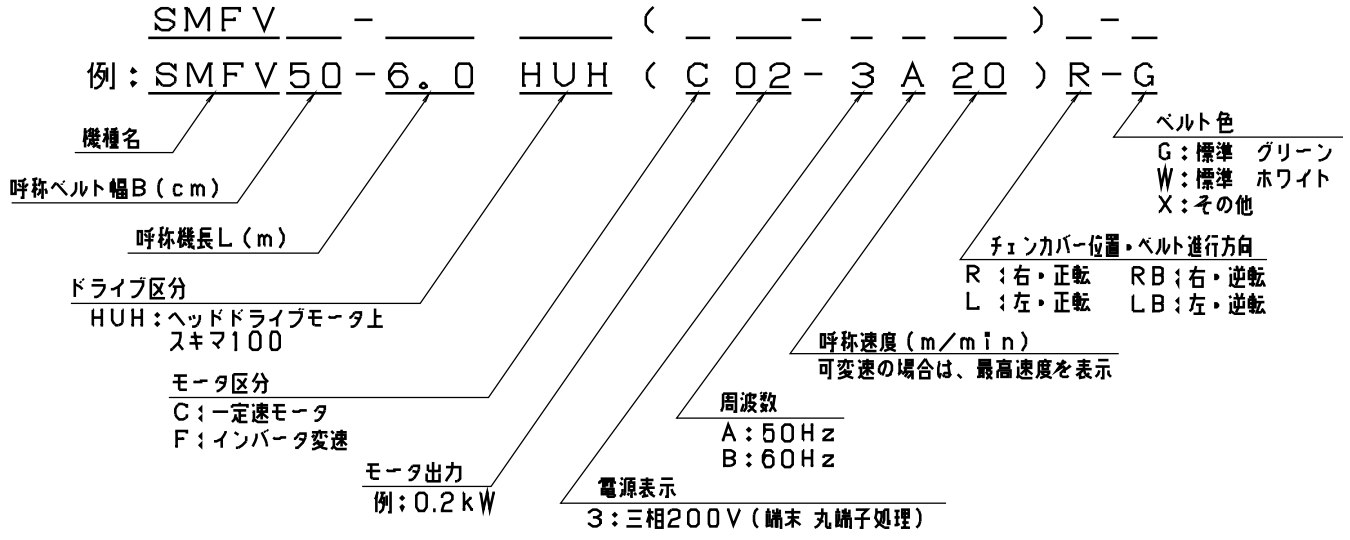 SMFV - ( - ) -
例：SMFV50-6.0 HUH（C02-3A20）R-G
機種名
呼称ベルト幅B(cm)
呼称機長L(m)
ドライブ区分
HUH：ヘッドドライブモータ上
スキマ100
モータ区分
C：一定速モータ
F：インバータ変速
モータ出力
例：0.2kW
電源表示
3：三相200V(端末 丸端子処理)
周波数
A：50Hz
B：60Hz
呼称速度(m/min)
可変速の場合は、最高速度を表示
チェンカバー位置・ベルト進行方向
R：右・正転 RB：右・逆転
L：左・正転 LB：左・逆転
ベルト色
G：標準 グリーン
W：標準 ホワイト
X：その他